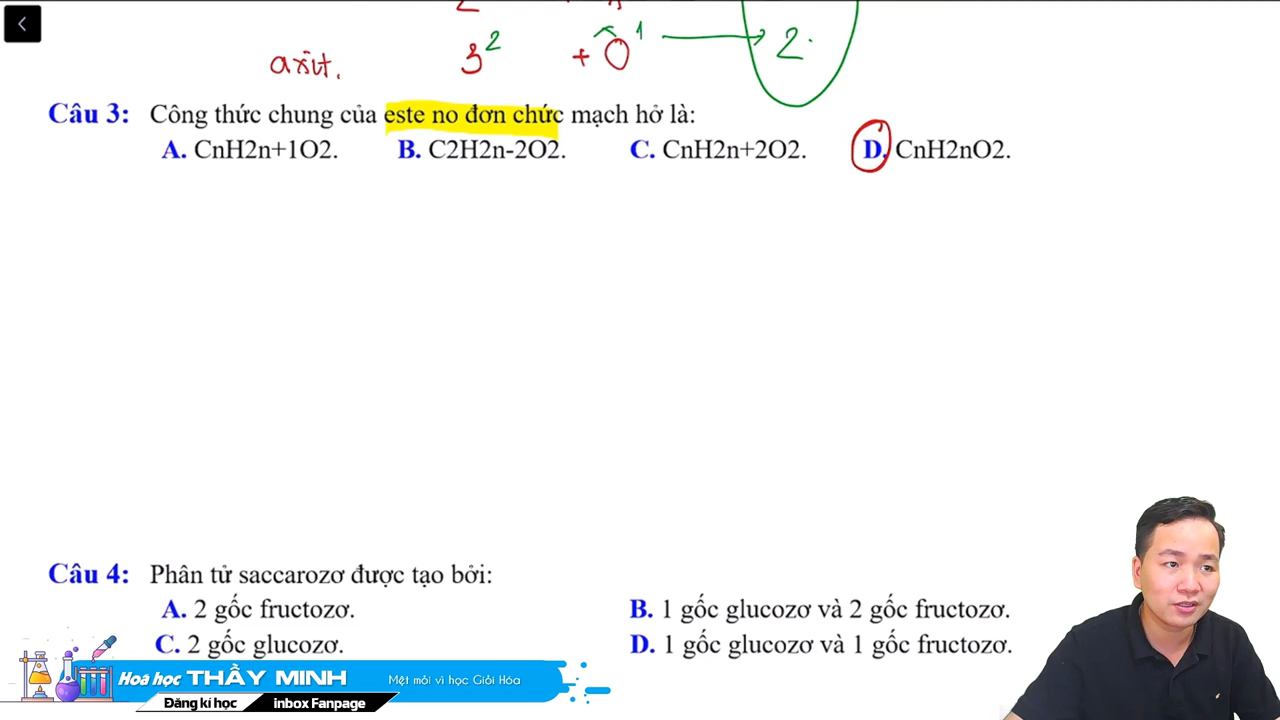 axit. 3² + 0¹ → 2
Câu 3: Công thức chung của este no đơn chức mạch hở là:
A. CnH2n+1O2. B. C2H2n-2O2. C. CnH2n+2O2. D. CnH2nO2.
Câu 4: Phân tử saccarozơ được tạo bởi:
A. 2 gốc fructozơ. B. 1 gốc glucozơ và 2 gốc fructozơ.
C. 2 gốc glucozơ. D. 1 gốc glucozơ và 1 gốc fructozơ.
Hoá học THẦY MINH Mệt mỏi vì học Giỏi Hóa
Đăng kí học inbox Fanpage